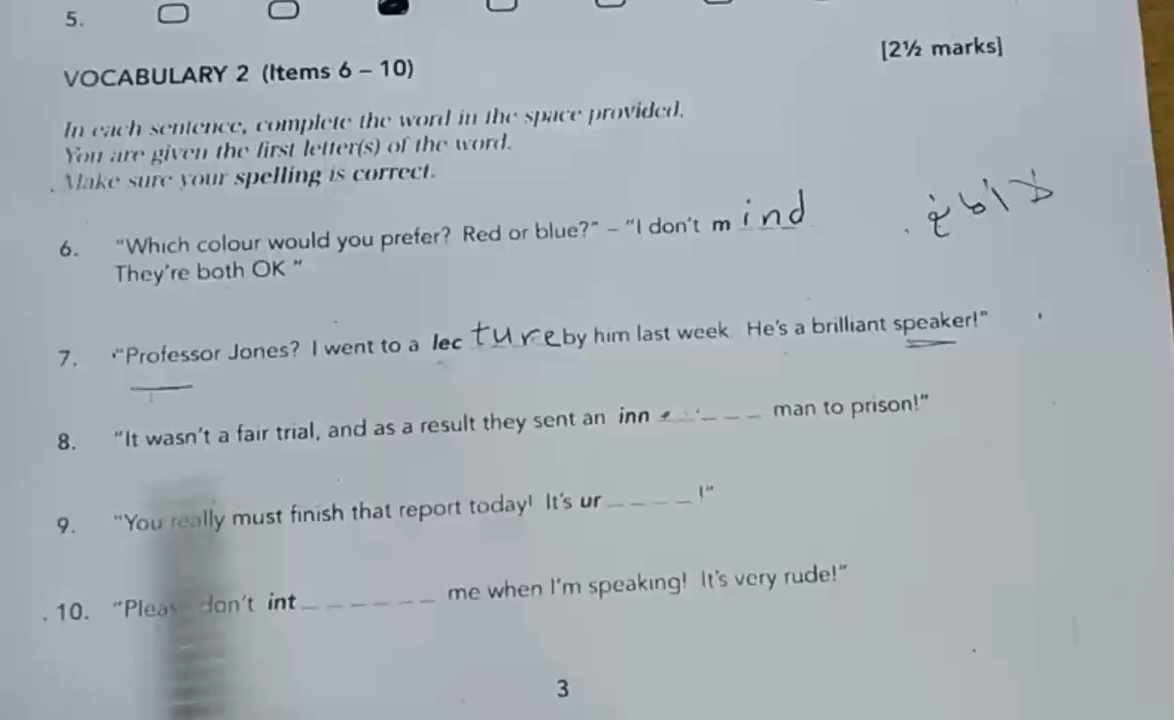 5.
[2½ marks]
VOCABULARY 2 (Items 6 – 10)
In each sentence, complete the word in the space provided.
You are given the first letter(s) of the word.
Make sure your spelling is correct.
6. "Which colour would you prefer? Red or blue?" – "I don't mind
They're both OK "
7. "Professor Jones? I went to a lecture by him last week. He's a brilliant speaker!"
8. "It wasn't a fair trial, and as a result they sent an inn _ _ _ _ _ man to prison!"
9. "You really must finish that report today! It's ur _ _ _ _ !"
10. "Please don't int _ _ _ _ _ _ me when I'm speaking! It's very rude!"
3